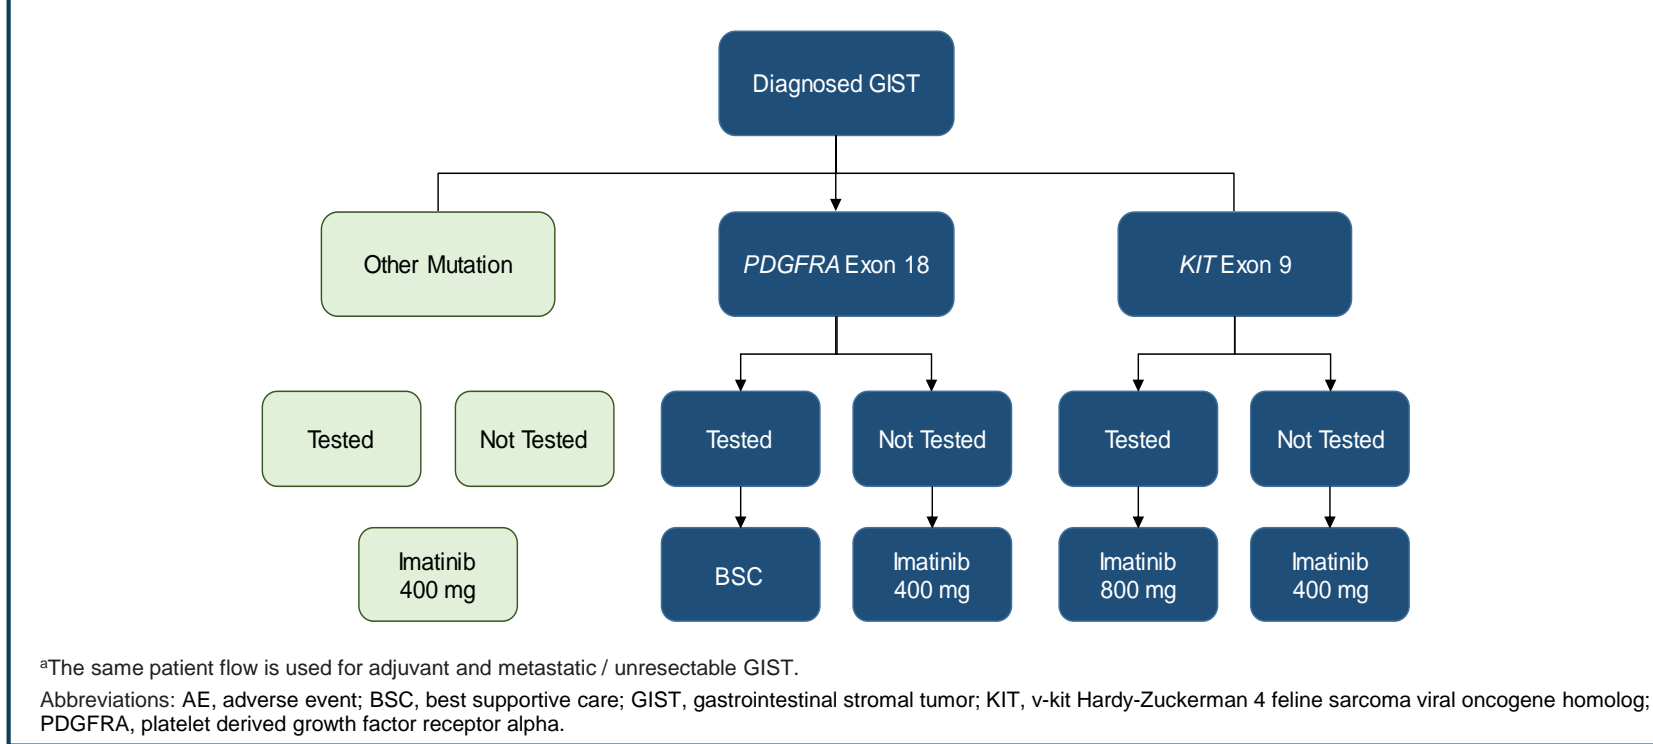 Diagnosed GIST
Other Mutation
PDGFRA Exon 18
KIT Exon 9
Tested
Not Tested
Tested
Not Tested
Tested
Not Tested
Imatinib
400 mg
BSC
Imatinib
400 mg
Imatinib
800 mg
Imatinib
400 mg
ᵃThe same patient flow is used for adjuvant and metastatic / unresectable GIST.
Abbreviations: AE, adverse event; BSC, best supportive care; GIST, gastrointestinal stromal tumor; KIT, v-kit Hardy-Zuckerman 4 feline sarcoma viral oncogene homolog;
PDGFRA, platelet derived growth factor receptor alpha.